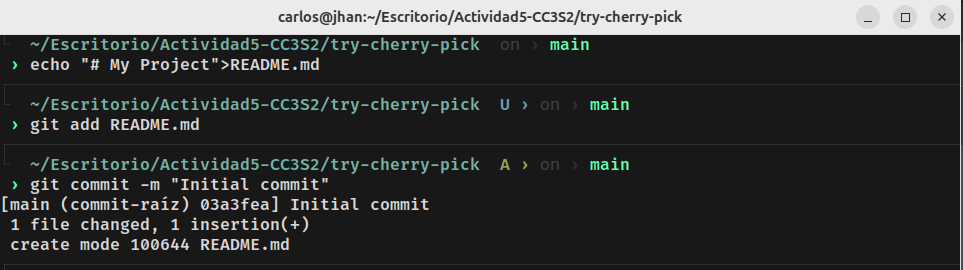 carlos@jhan:~/Escritorio/Actividad5-CC3S2/try-cherry-pick
~/Escritorio/Actividad5-CC3S2/try-cherry-pick on › main
› echo "# My Project">README.md
~/Escritorio/Actividad5-CC3S2/try-cherry-pick U › on › main
› git add README.md
~/Escritorio/Actividad5-CC3S2/try-cherry-pick A › on › main
› git commit -m "Initial commit"
[main (commit-raíz) 03a3fea] Initial commit
1 file changed, 1 insertion(+)
create mode 100644 README.md